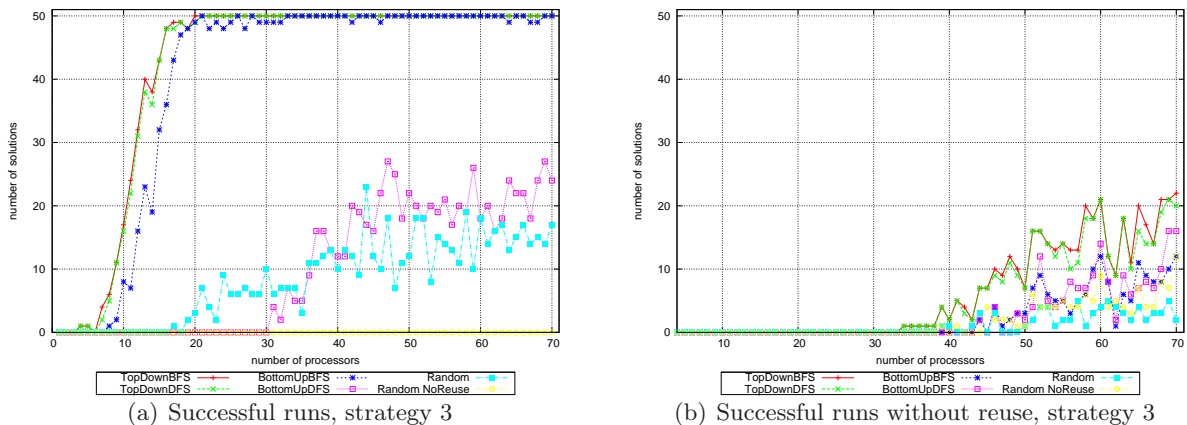 number of solutions
50
40
30
20
10
0
0 10 20 30 40 50 60 70
number of processors
TopDownBFS BottomUpBFS Random
TopDownDFS BottomUpDFS Random NoReuse
(a) Successful runs, strategy 3
number of solutions
50
40
30
20
10
0
10 20 30 40 50 60 70
number of processors
TopDownBFS BottomUpBFS Random
TopDownDFS BottomUpDFS Random NoReuse
(b) Successful runs without reuse, strategy 3